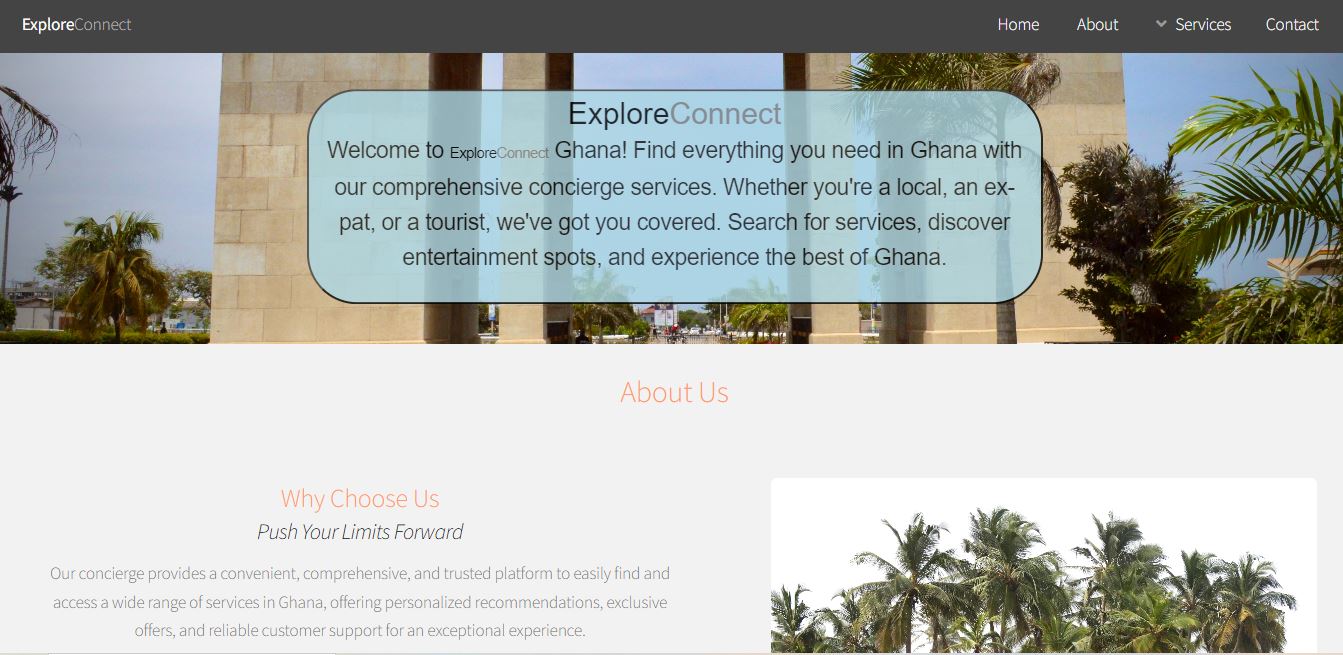 ExploreConnect
Home About Services Contact
ExploreConnect
Welcome to ExploreConnect Ghana! Find everything you need in Ghana with
our comprehensive concierge services. Whether you're a local, an ex-
pat, or a tourist, we've got you covered. Search for services, discover
entertainment spots, and experience the best of Ghana.
About Us
Why Choose Us
Push Your Limits Forward
Our concierge provides a convenient, comprehensive, and trusted platform to easily find and
access a wide range of services in Ghana, offering personalized recommendations, exclusive
offers, and reliable customer support for an exceptional experience.